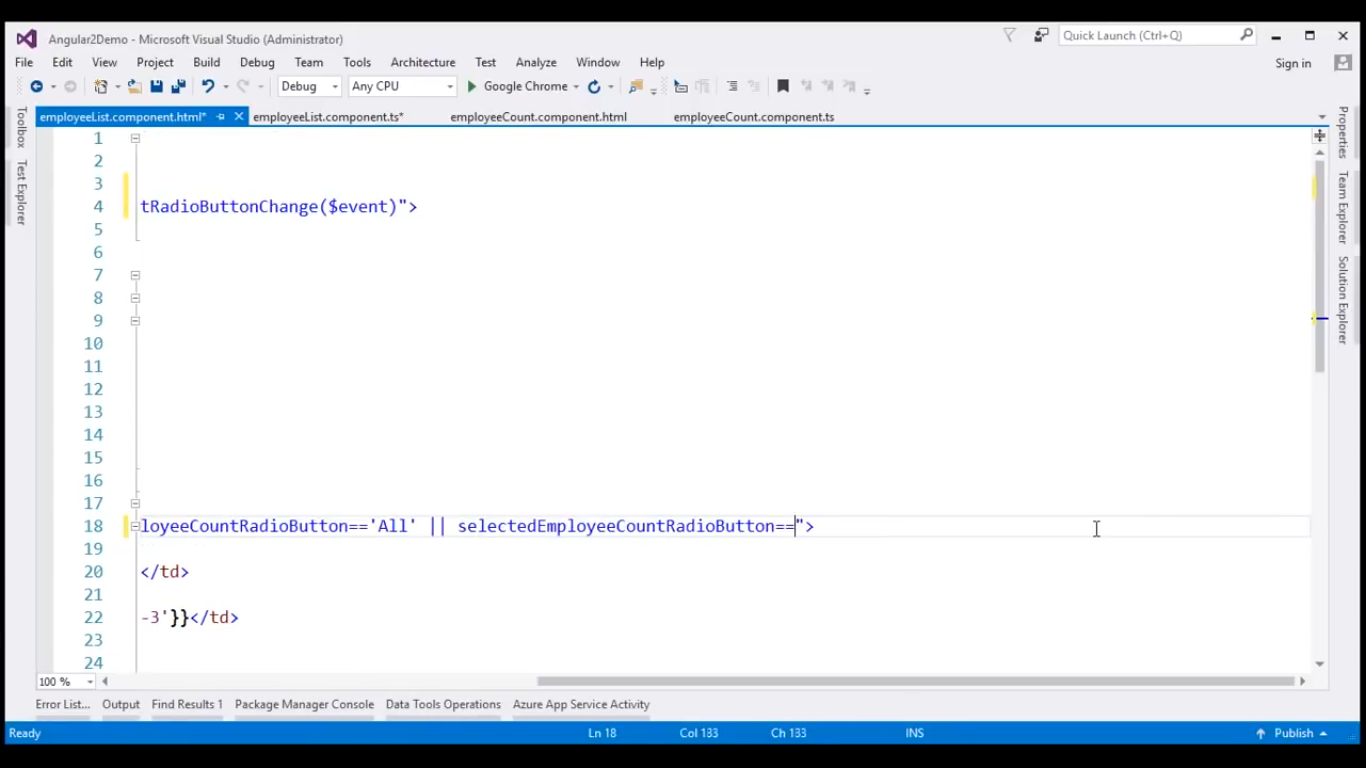 Angular2Demo - Microsoft Visual Studio (Administrator)
Quick Launch (Ctrl+Q)
File Edit View Project Build Debug Team Tools Architecture Test Analyze Window Help
Sign in
Debug Any CPU Google Chrome
employeeList.component.html* employeeList.component.ts* employeeCount.component.html employeeCount.component.ts
Toolbox
Test Explorer
Properties
Team Explorer
Solution Explorer
1
2
3
4 tRadioButtonChange($event)">
5
6
7
8
9
10
11
12
13
14
15
16
17
18 loyeeCountRadioButton=='All' || selectedEmployeeCountRadioButton=="">
19
20 </td>
21
22 -3'}}</td>
23
24
100 %
Error List... Output Find Results 1 Package Manager Console Data Tools Operations Azure App Service Activity
Ready Ln 18 Col 133 Ch 133 INS Publish